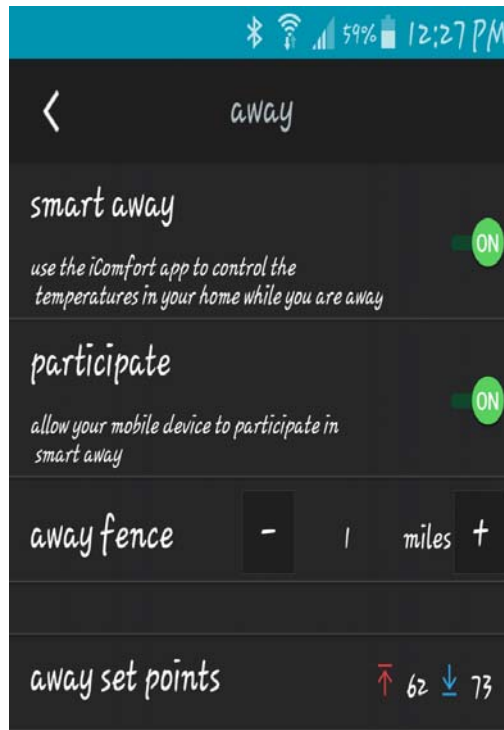 59% 12:27 PM
away
smart away
ON
use the iComfort app to control the
temperatures in your home while you are away
participate
ON
allow your mobile device to participate in
smart away
away fence - 1 miles +
away set points 62 73